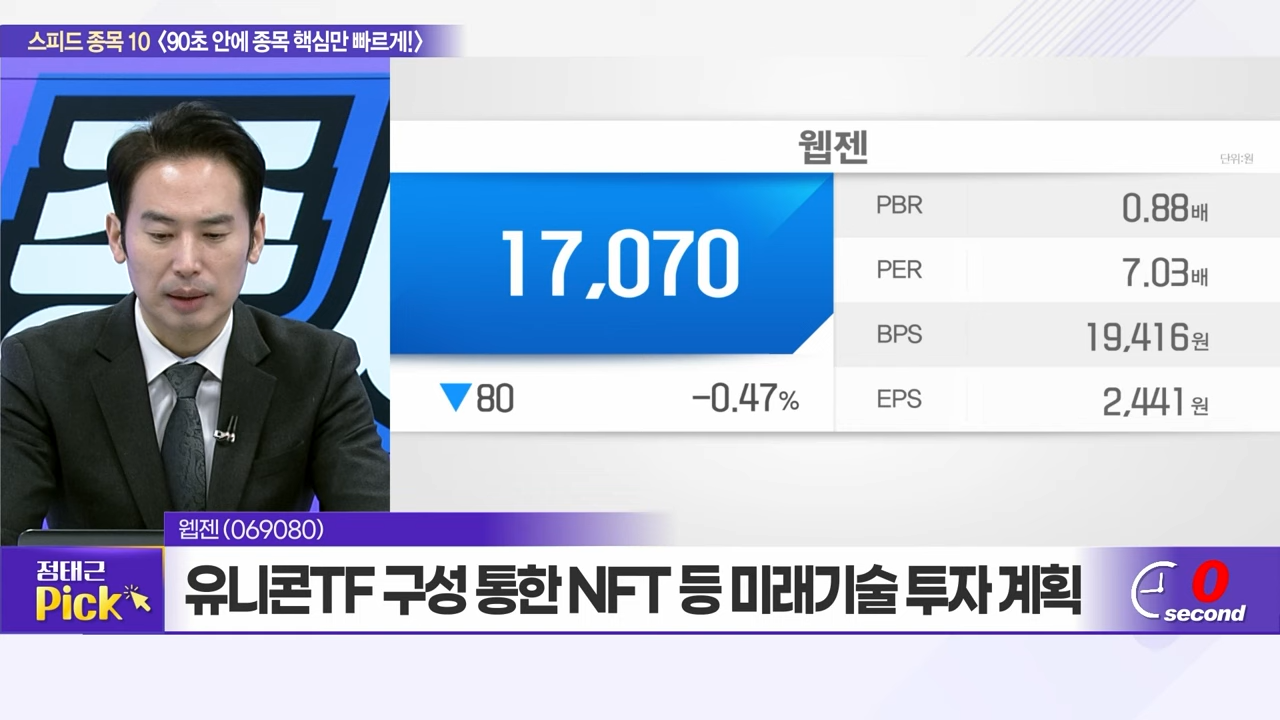 스피드 종목 10 〈90초 안에 종목 핵심만 빠르게!〉
웹젠
단위:원
17,070
▼80 -0.47%
PBR 0.88배
PER 7.03배
BPS 19,416원
EPS 2,441원
웹젠(069080)
정태근
Pick
유니콘TF 구성 통한 NFT 등 미래기술 투자 계획
0
second